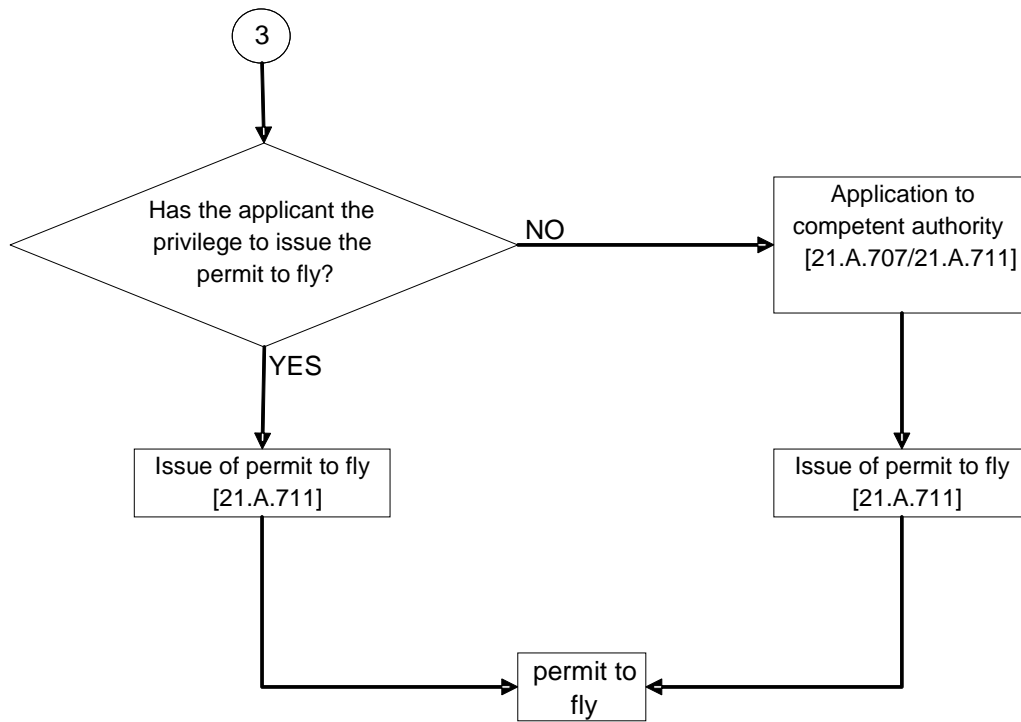 3
Has the applicant the
privilege to issue the
permit to fly?
NO
Application to
competent authority
[21.A.707/21.A.711]
YES
Issue of permit to fly
[21.A.711]
Issue of permit to fly
[21.A.711]
permit to
fly